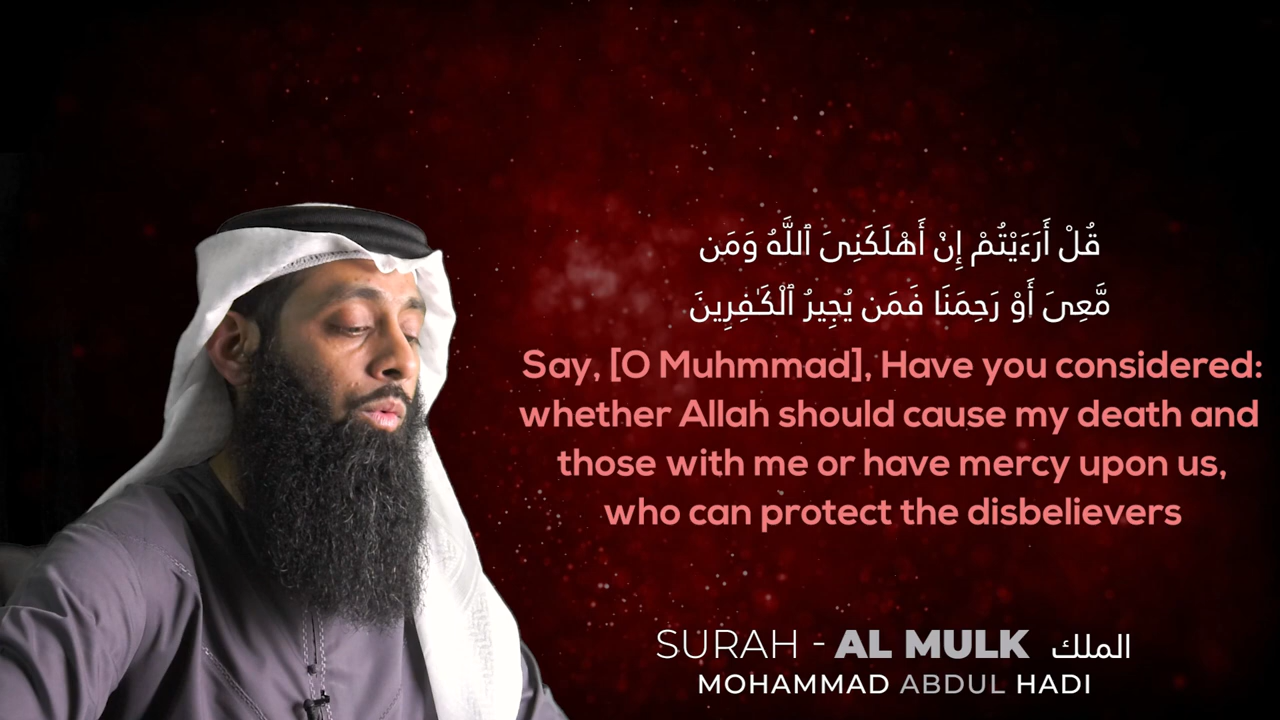 قُلْ أَرَءَيْتُمْ إِنْ أَهْلَكَنِىَ ٱللَّهُ وَمَن
مَّعِىَ أَوْ رَحِمَنَا فَمَن يُجِيرُ ٱلْكَـٰفِرِينَ
Say, [O Muhmmad], Have you considered:
whether Allah should cause my death and
those with me or have mercy upon us,
who can protect the disbelievers
SURAH - AL MULK الملك
MOHAMMAD ABDUL HADI